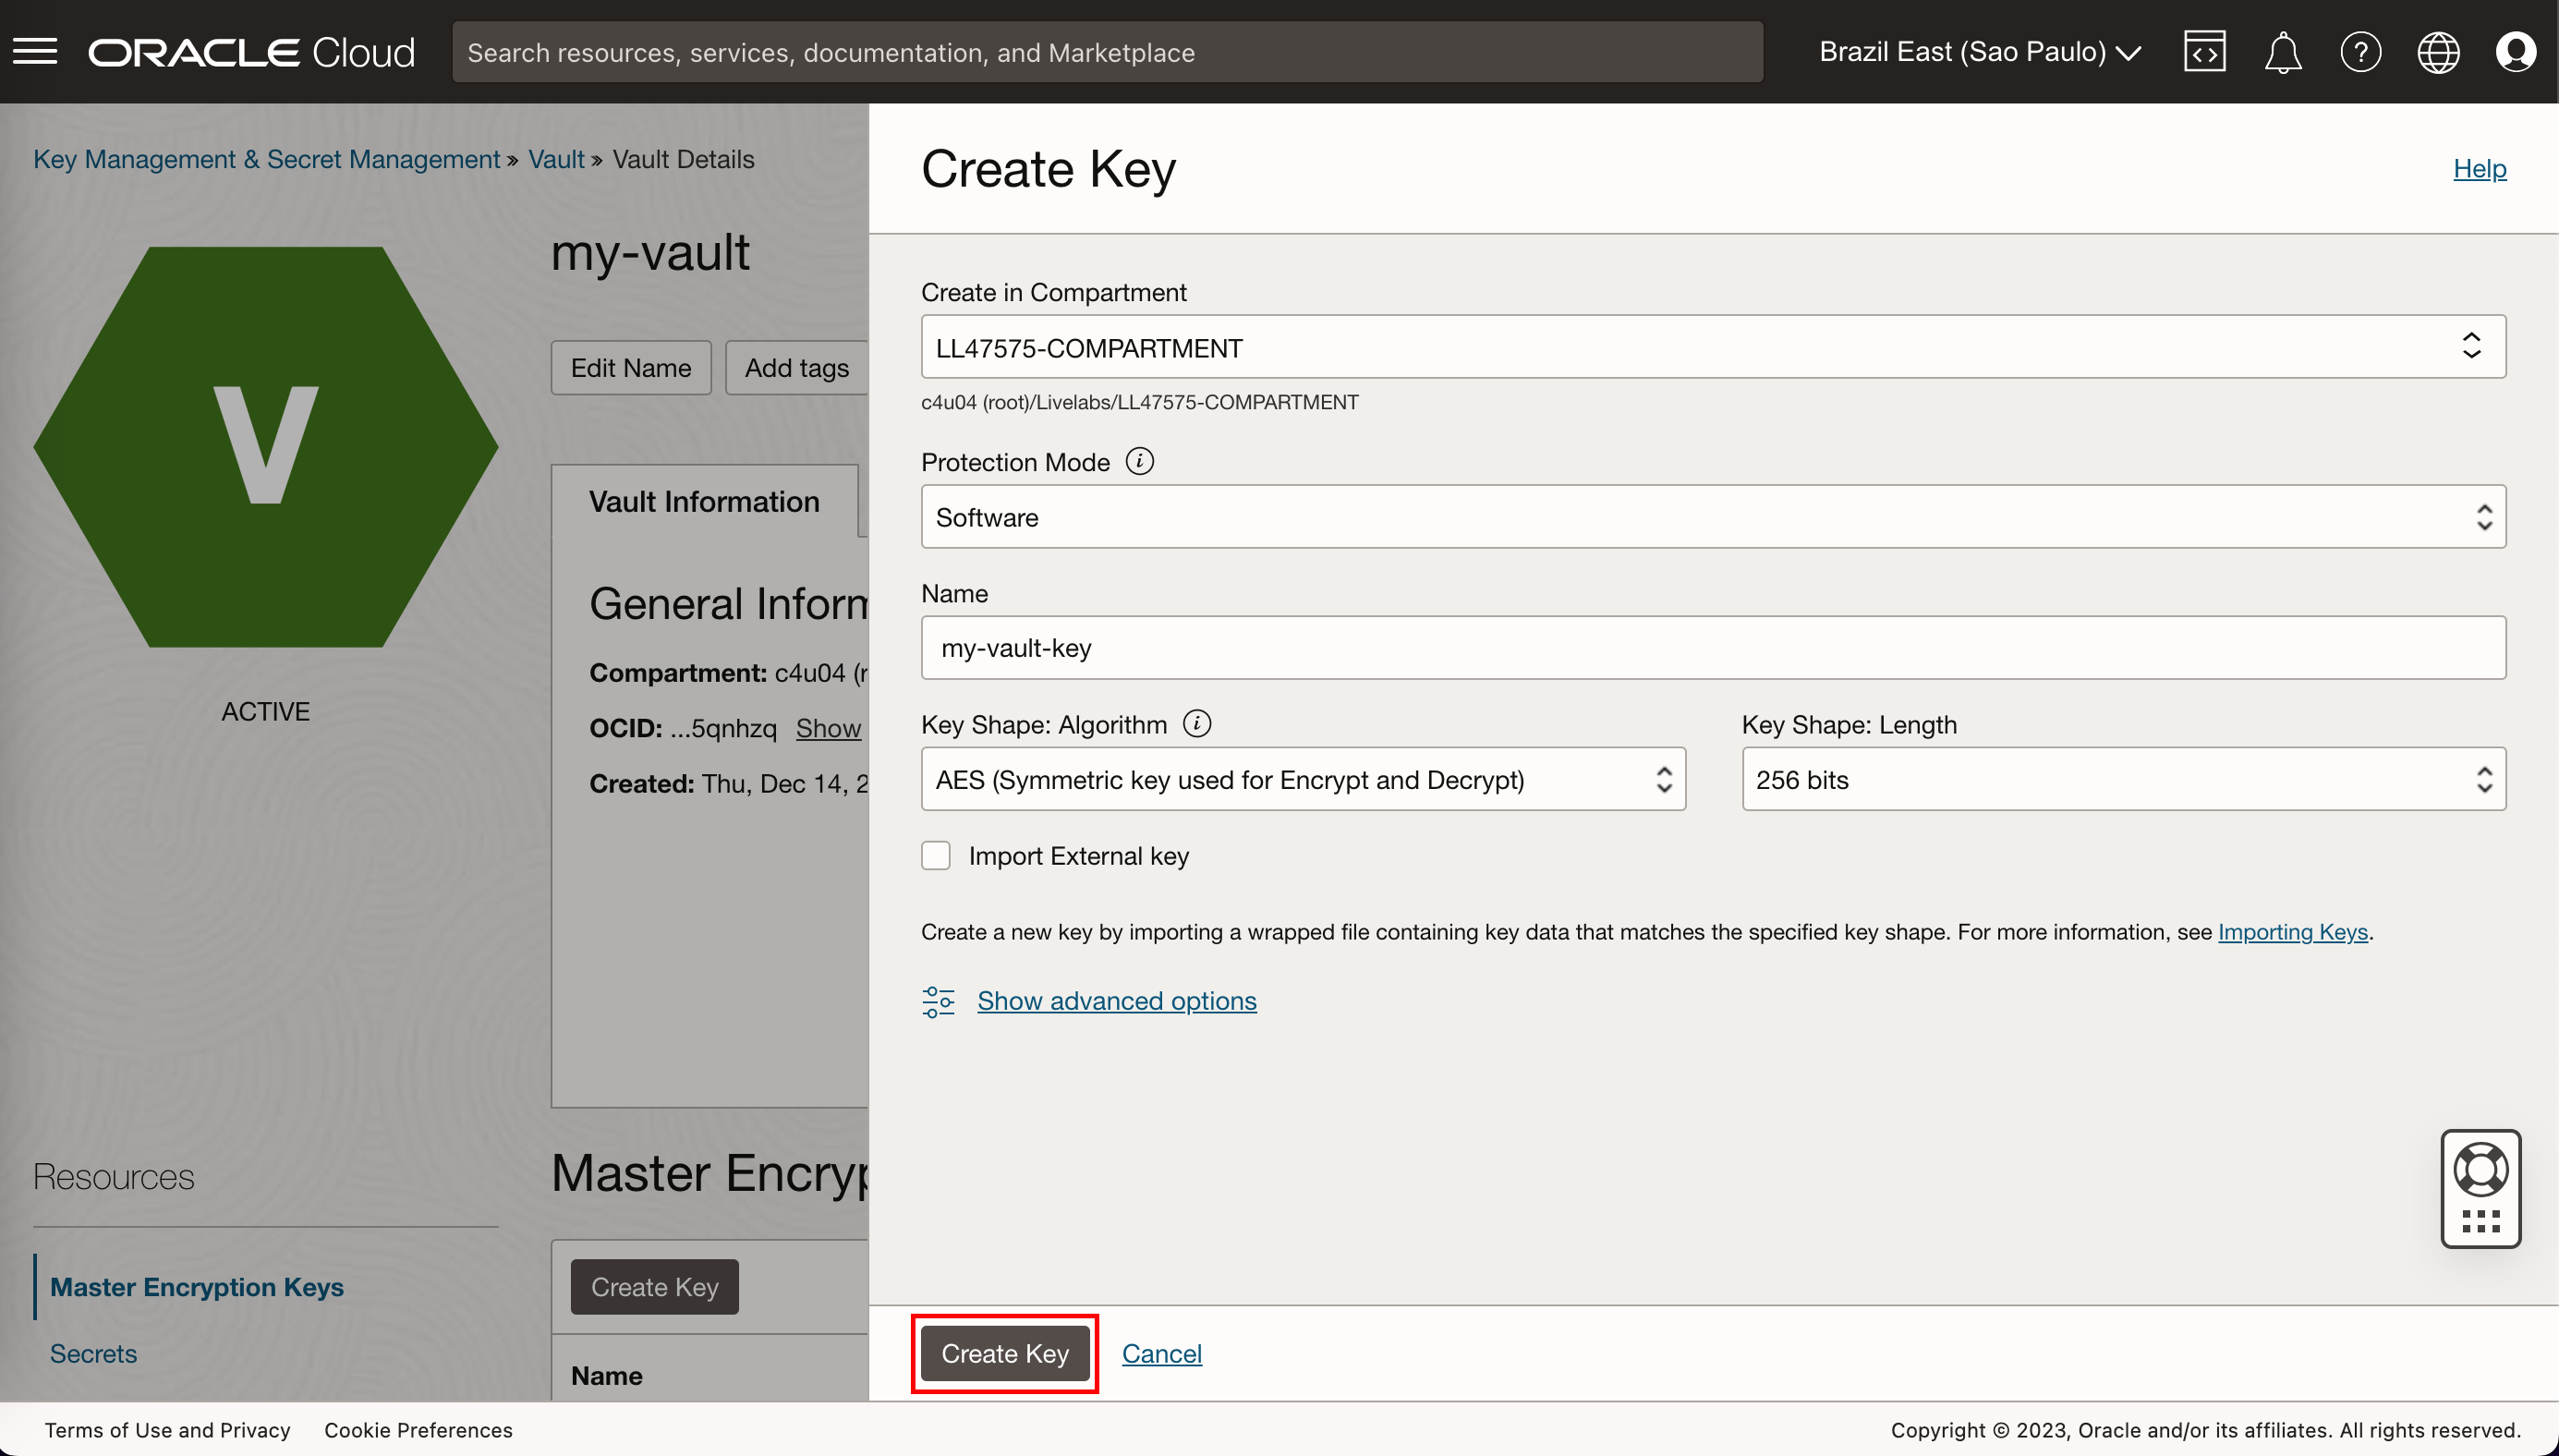 ORACLE Cloud
Search resources, services, documentation, and Marketplace
Brazil East (Sao Paulo)
Key Management & Secret Management » Vault » Vault Details
V
ACTIVE
my-vault
Edit Name
Add tags
Vault Information
General Inform
Compartment: c4u04 (r
OCID: ...5qnhzq Show
Created: Thu, Dec 14, 2
Resources
Master Encryption Keys
Secrets
Master Encryp
Create Key
Name
Create Key
Help
Create in Compartment
LL47575-COMPARTMENT
c4u04 (root)/Livelabs/LL47575-COMPARTMENT
Protection Mode
Software
Name
my-vault-key
Key Shape: Algorithm
AES (Symmetric key used for Encrypt and Decrypt)
Key Shape: Length
256 bits
Import External key
Create a new key by importing a wrapped file containing key data that matches the specified key shape. For more information, see Importing Keys.
Show advanced options
Create Key
Cancel
Terms of Use and Privacy
Cookie Preferences
Copyright © 2023, Oracle and/or its affiliates. All rights reserved.